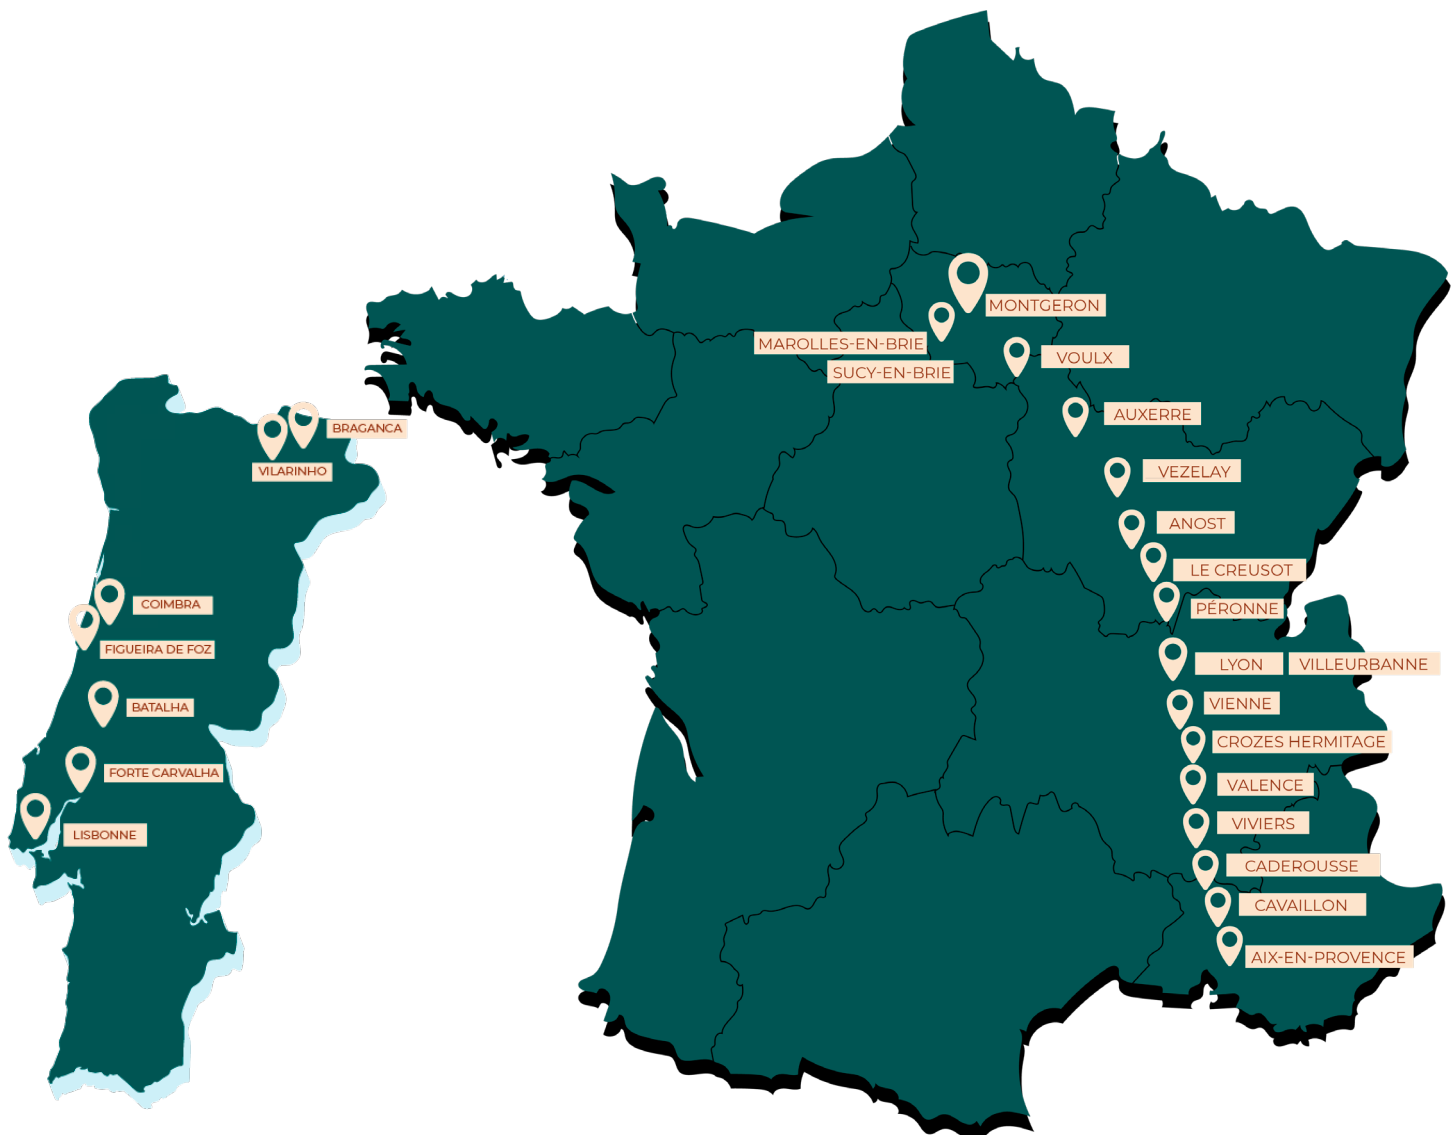 MONTGERON
MAROLLES-EN-BRIE
SUCY-EN-BRIE
VOULX
AUXERRE
VEZELAY
ANOST
LE CREUSOT
PÉRONNE
LYON
VILLEURBANNE
VIENNE
CROZES HERMITAGE
VALENCE
VIVIERS
CADEROUSSE
CAVAILLON
AIX-EN-PROVENCE
BRAGANCA
VILARINHO
COIMBRA
FIGUEIRA DE FOZ
BATALHA
FORTE CARVALHA
LISBONNE